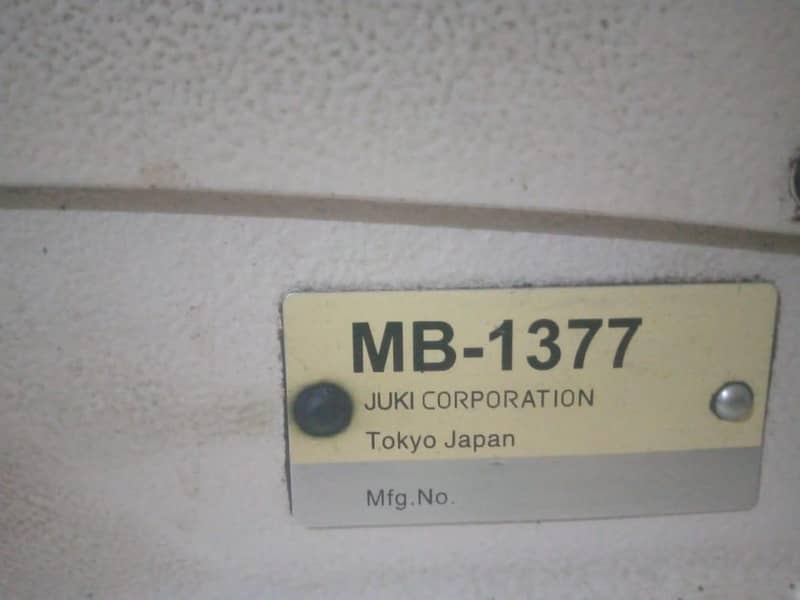 MB-1377
JUKI CORPORATION
Tokyo Japan
Mfg.No.